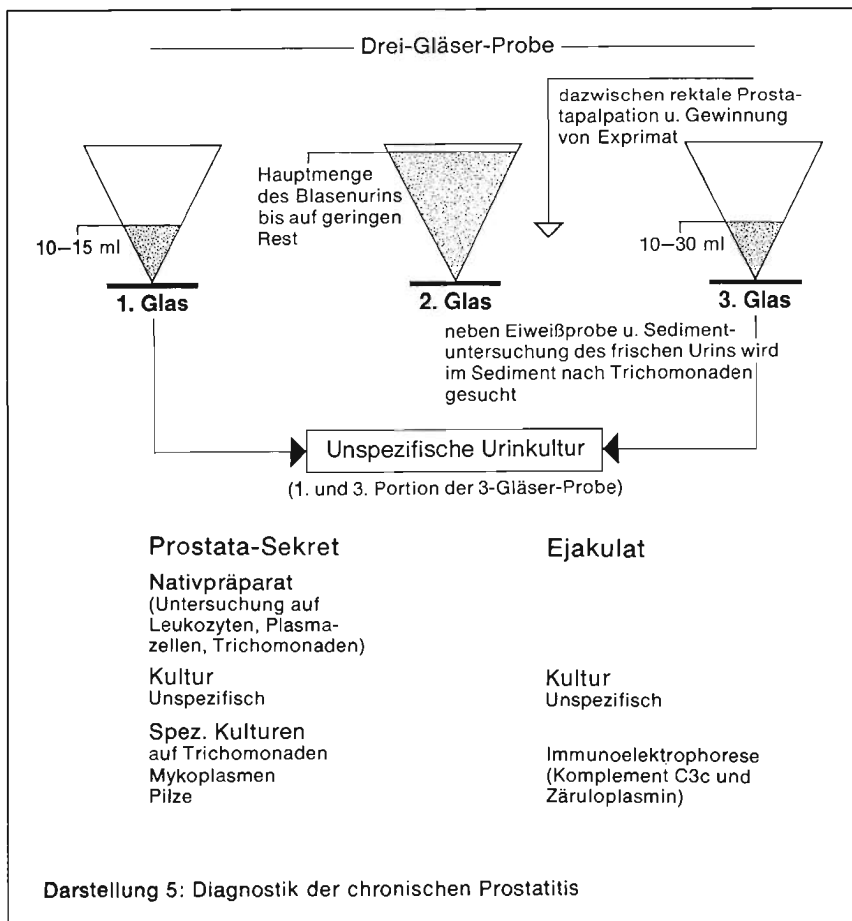 Drei-Gläser-Probe
dazwischen rektale Prosta-
tapalpation u. Gewinnung
von Exprimat
Hauptmenge
des Blasenurins
bis auf geringen
Rest
10–15 ml
10–30 ml
1. Glas
2. Glas
3. Glas
neben Eiweißprobe u. Sediment-
untersuchung des frischen Urins wird
im Sediment nach Trichomonaden
gesucht
Unspezifische Urinkultur
(1. und 3. Portion der 3-Gläser-Probe)
Prostata-Sekret
Nativpräparat
(Untersuchung auf
Leukozyten, Plasma-
zellen, Trichomonaden)
Kultur
Unspezifisch
Spez. Kulturen
auf Trichomonaden
Mykoplasmen
Pilze
Ejakulat
Kultur
Unspezifisch
Immunoelektrophorese
(Komplement C3c und
Zäruloplasmin)
Darstellung 5: Diagnostik der chronischen Prostatitis